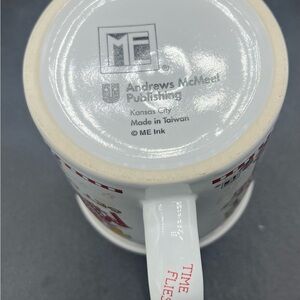 ME
®
Andrews McMeel
Publishing
Kansas City
Made in Taiwan
© ME Ink
TIME
FLIES